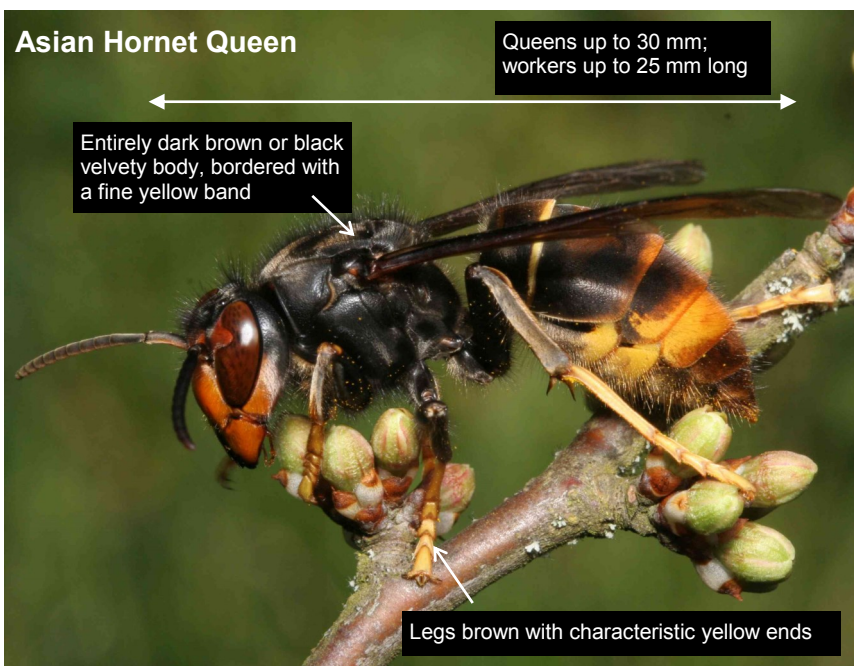 Asian Hornet Queen
Queens up to 30 mm;
workers up to 25 mm long
Entirely dark brown or black
velvety body, bordered with
a fine yellow band
Legs brown with characteristic yellow ends